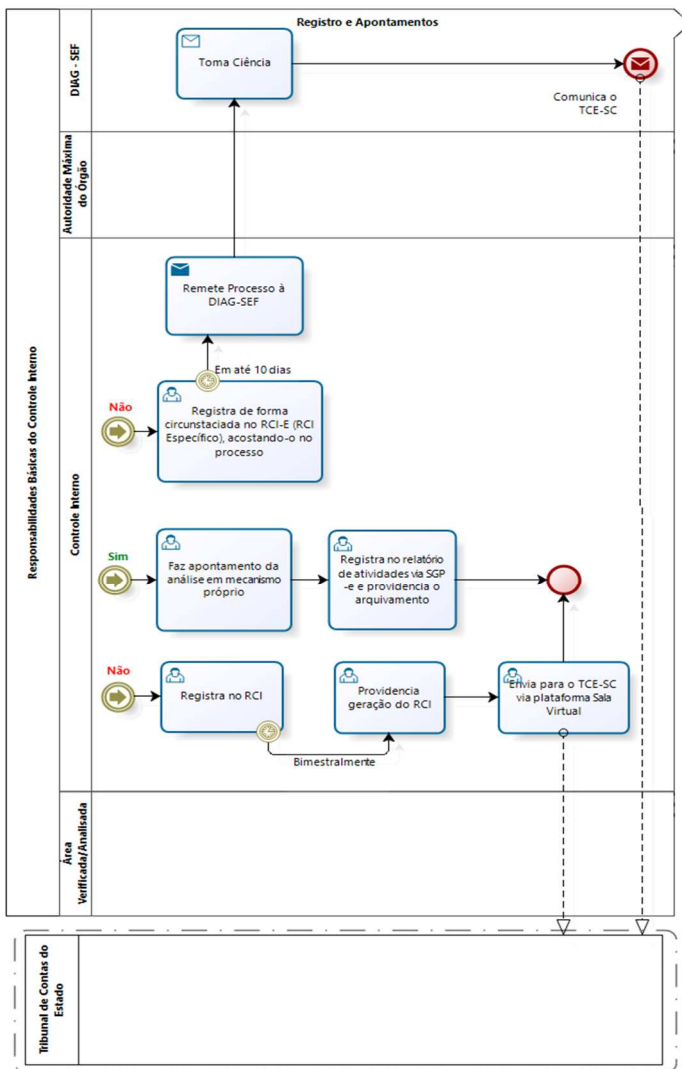 Registro e Apontamentos
Responsabilidades Básicas do Controle Interno
DIAG - SEF
Toma Ciência
Comunica o
TCE-SC
Autoridade Máxima
do Órgão
Controle Interno
Remete Processo à
DIAG-SEF
Em até 10 dias
Não
Registra de forma
circunstaciada no RCI-E (RCI
Específico), acostando-o no
processo
Sim
Faz apontamento da
análise em mecanismo
próprio
Registra no relatório
de atividades via SGP
-e e providencia o
arquivamento
Não
Registra no RCI
Bimestralmente
Providencia
geração do RCI
Envia para o TCE-SC
via plataforma Sala
Virtual
Área
Verificada/Analisada
Tribunal de Contas do
Estado